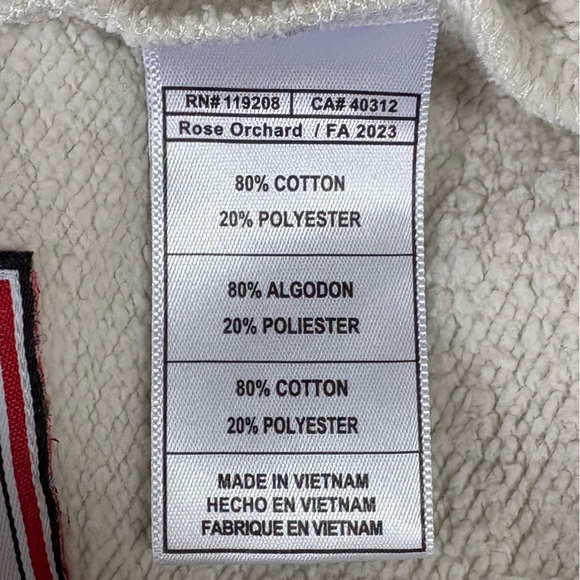 RN# 119208 CA# 40312
Rose Orchard / FA 2023
80% COTTON
20% POLYESTER
80% ALGODON
20% POLIESTER
80% COTTON
20% POLYESTER
MADE IN VIETNAM
HECHO EN VIETNAM
FABRIQUE EN VIETNAM